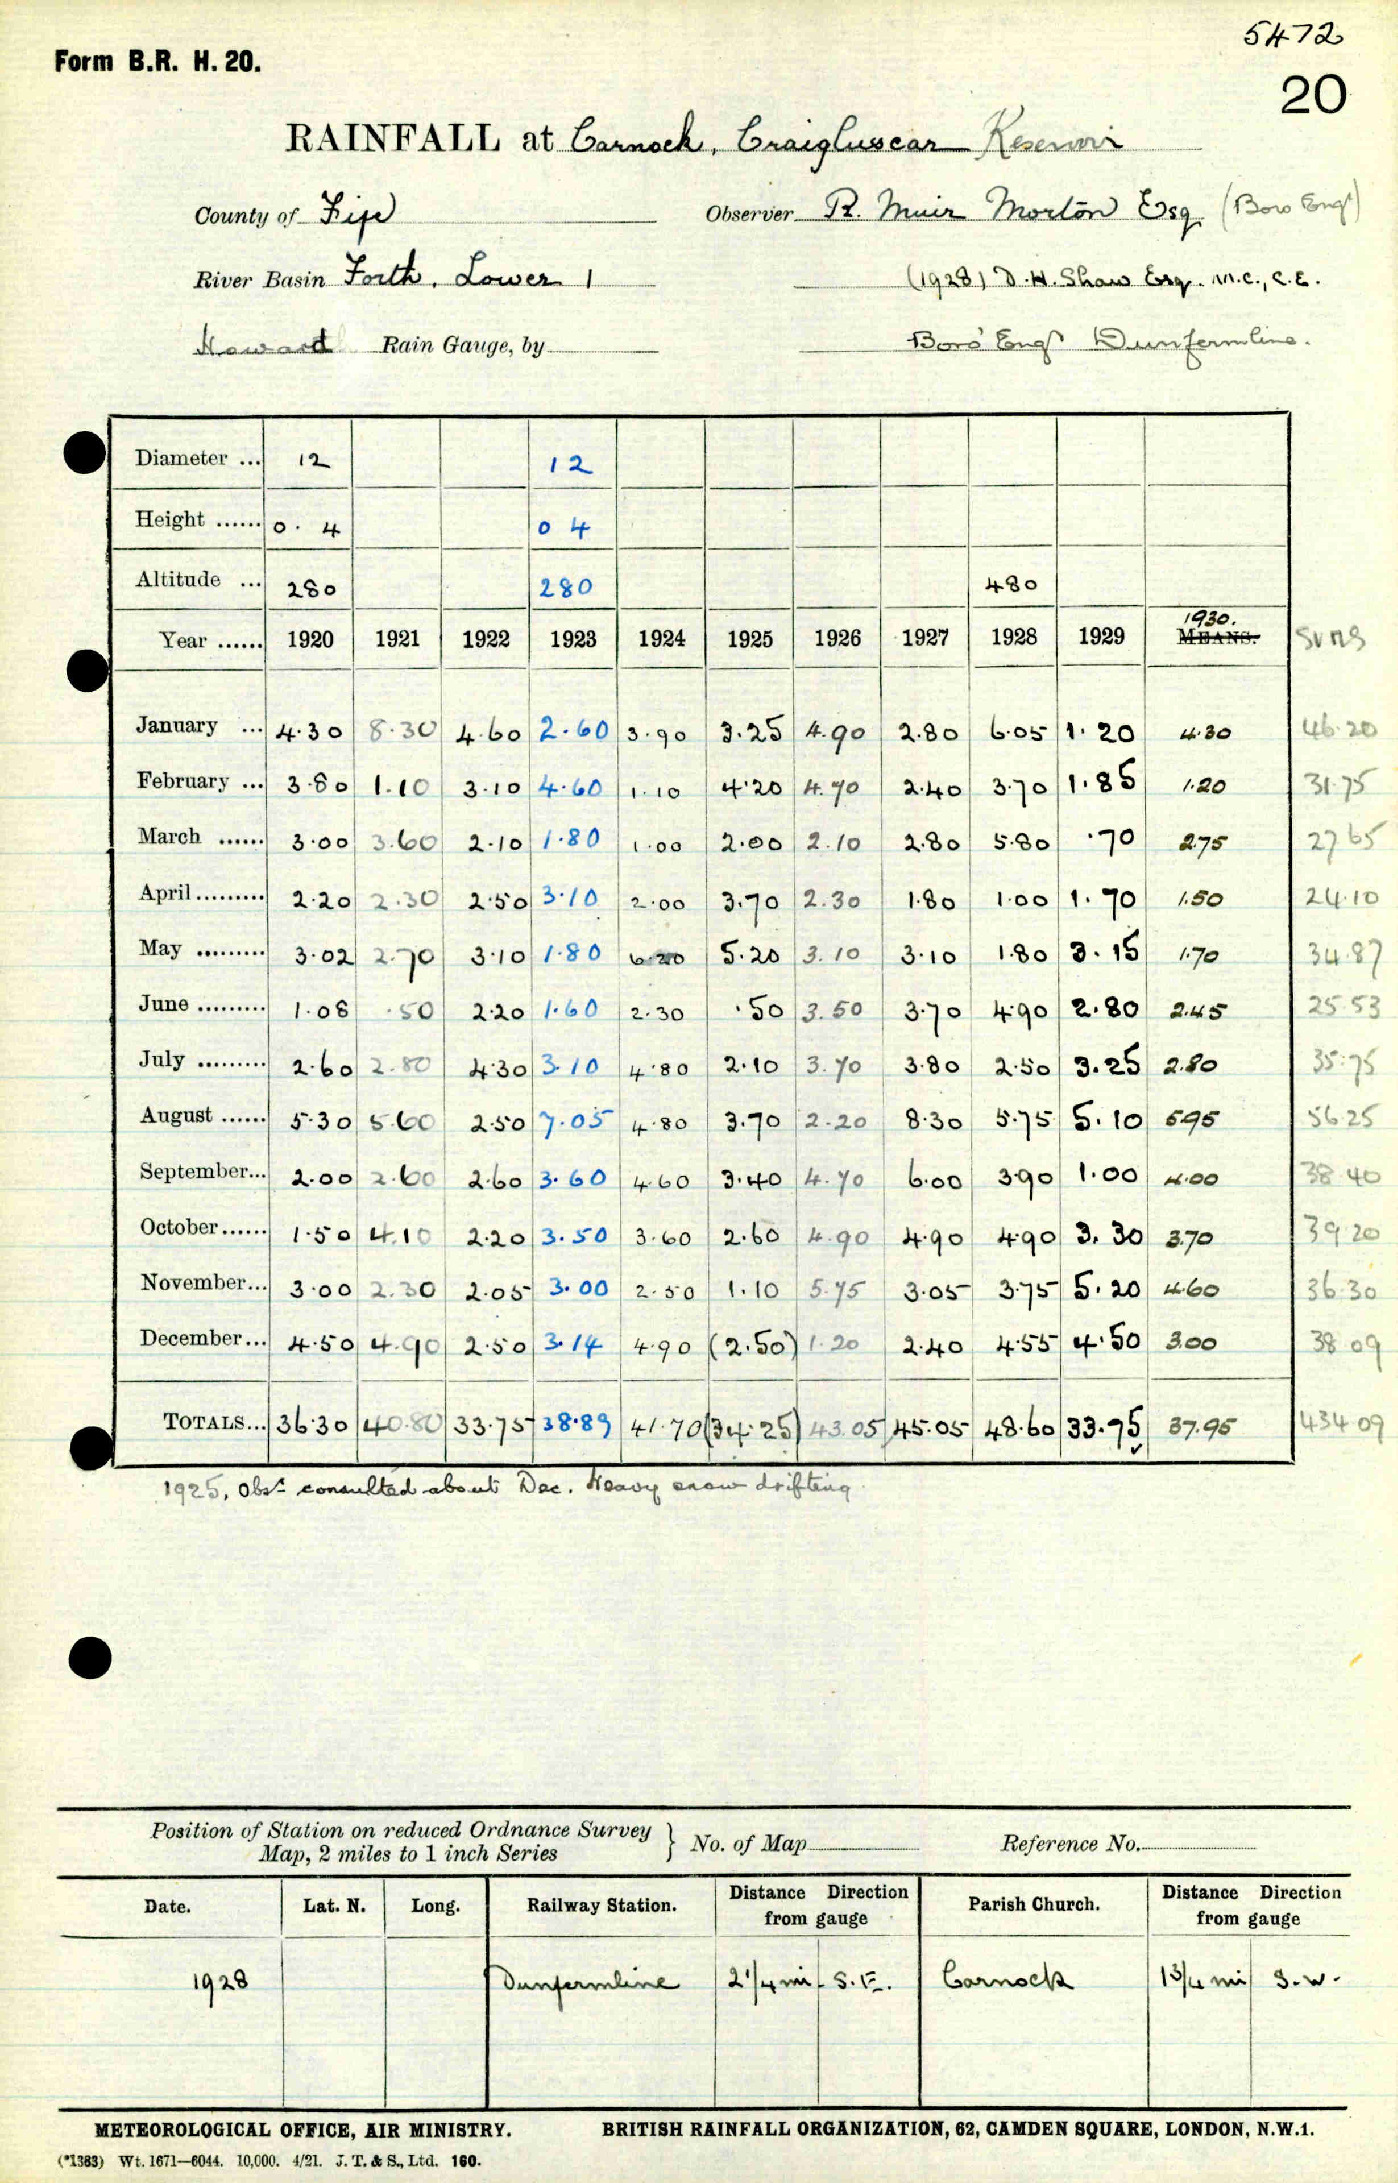 5472
Form B.R. H. 20.
20
RAINFALL at Carnock, Craigluscar Reservoir
County of Fife Observer R. Muir Morton Esq (Boro Engr)
River Basin Forth, Lower 1 (1928) D. H. Shaw Esq. M.C., C.E.
Howard Rain Gauge, by Boro' Engr Dunfermline.
Diameter ... 12 12
Height ...... 0. 4 0 4
Altitude ... 280 280 480
Year ...... 1920 1921 1922 1923 1924 1925 1926 1927 1928 1929 1930. MEANS. Sums
January ... 4.30 8.30 4.60 2.60 3.90 3.25 4.90 2.80 6.05 1.20 4.30 46.20
February ... 3.80 1.10 3.10 4.60 1.10 4.20 4.70 2.40 3.70 1.85 1.20 31.75
March ...... 3.00 3.60 2.10 1.80 1.00 2.00 2.10 2.80 5.80 .70 2.75 27.65
April ......... 2.20 2.30 2.50 3.10 2.00 3.70 2.30 1.80 1.00 1.70 1.50 24.10
May ......... 3.02 2.70 3.10 1.80 6.20 5.20 3.10 3.10 1.80 3.15 1.70 34.87
June ......... 1.08 .50 2.20 1.60 2.30 .50 3.50 3.70 4.90 2.80 2.45 25.53
July ......... 2.60 2.80 4.30 3.10 4.80 2.10 3.70 3.80 2.50 3.25 2.80 35.75
August ...... 5.30 5.60 2.50 7.05 4.80 3.70 2.20 8.30 5.75 5.10 5.95 56.25
September... 2.00 2.60 2.60 3.60 4.60 3.40 4.70 6.00 3.90 1.00 4.00 38.40
October...... 1.50 4.10 2.20 3.50 3.60 2.60 4.90 4.90 4.90 3.30 3.70 39.20
November... 3.00 2.30 2.05 3.00 2.50 1.10 5.75 3.05 3.75 5.20 4.60 36.30
December... 4.50 4.90 2.50 3.14 4.90 (2.50) 1.20 2.40 4.55 4.50 3.00 38.09
TOTALS... 36.30 40.80 33.75 38.89 41.70 (34.25) 43.05 45.05 48.60 33.75 37.95 434.09
1925, Obsr consulted about Dec. Heavy snow drifting.
Position of Station on reduced Ordnance Survey
Map, 2 miles to 1 inch Series } No. of Map Reference No.
Date. Lat. N. Long. Railway Station. Distance Direction from gauge Parish Church. Distance Direction from gauge
1928 Dunfermline 2 1/4 mi. S.E. Carnock 1 3/4 mi S.W.
METEOROLOGICAL OFFICE, AIR MINISTRY. BRITISH RAINFALL ORGANIZATION, 62, CAMDEN SQUARE, LONDON, N.W.1.
(*1383) Wt. 1671—6044. 10,000. 4/21. J. T. & S., Ltd. 160.